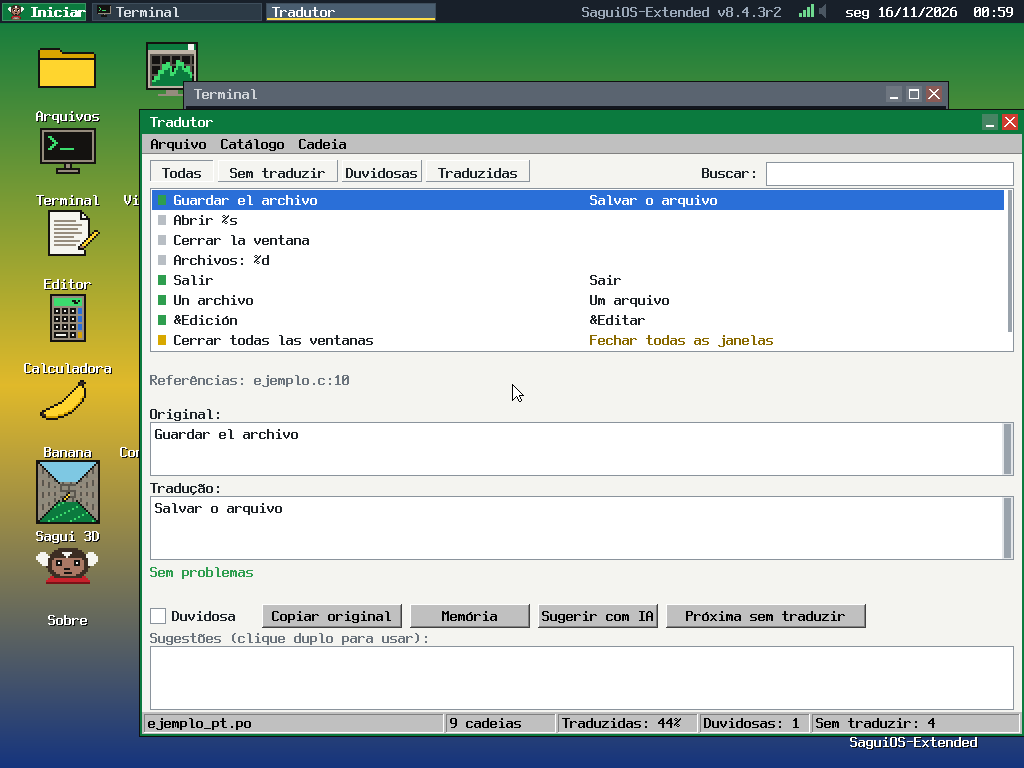 Iniciar
Terminal
Tradutor
SaguiOS-Extended v8.4.3r2
seg 16/11/2026 00:59
Arquivos
Terminal
Vi
Editor
Calculadora
Banana
Cor
Sagui 3D
Sobre
Terminal
Tradutor
Arquivo Catálogo Cadeia
Todas Sem traduzir Duvidosas Traduzidas Buscar:
Guardar el archivo Salvar o arquivo
Abrir %s
Cerrar la ventana
Archivos: %d
Salir Sair
Un archivo Um arquivo
&Edición &Editar
Cerrar todas las ventanas Fechar todas as janelas
Referências: ejemplo.c:10
Original:
Guardar el archivo
Tradução:
Salvar o arquivo
Sem problemas
Duvidosa Copiar original Memória Sugerir com IA Próxima sem traduzir
Sugestões (clique duplo para usar):
ejemplo_pt.po 9 cadeias Traduzidas: 44% Duvidosas: 1 Sem traduzir: 4
SaguiOS-Extended